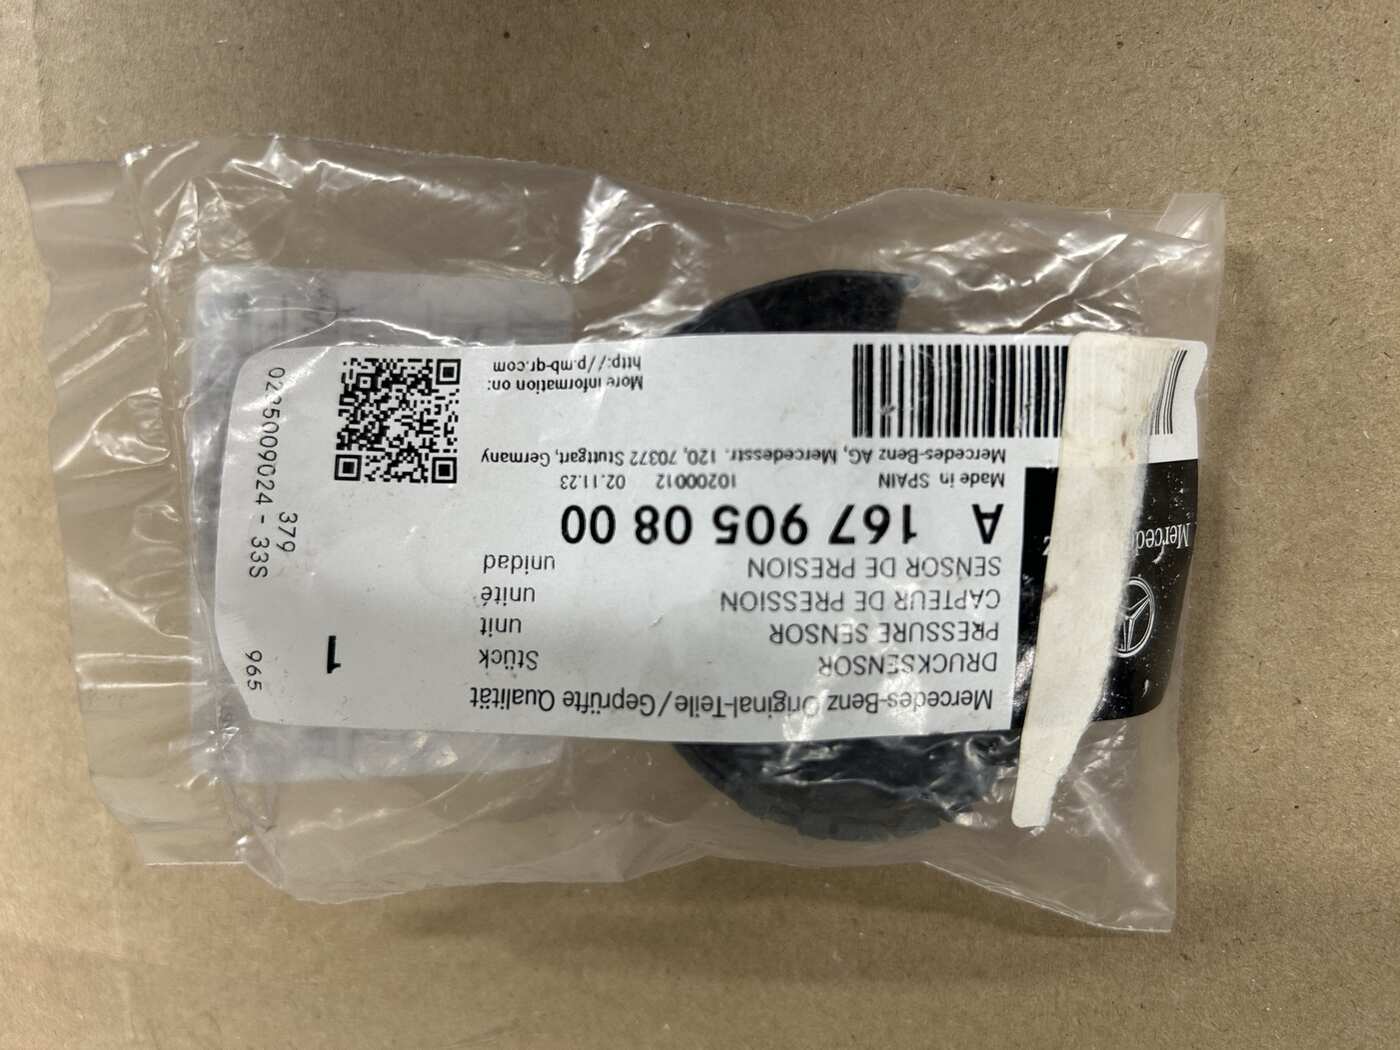 Mercedes-Benz Original-Teile/Geprüfte Qualität
DRUCKSENSOR Stück 1
PRESSURE SENSOR unit
CAPTEUR DE PRESSION unité
SENSOR DE PRESION unidad
A 167 905 08 00
Made in SPAIN 10200012 02.11.23
Mercedes-Benz AG, Mercedesstr. 120, 70372 Stuttgart, Germany
More information on:
http://p.mb-qr.com
0225009024 - 33S 965
379